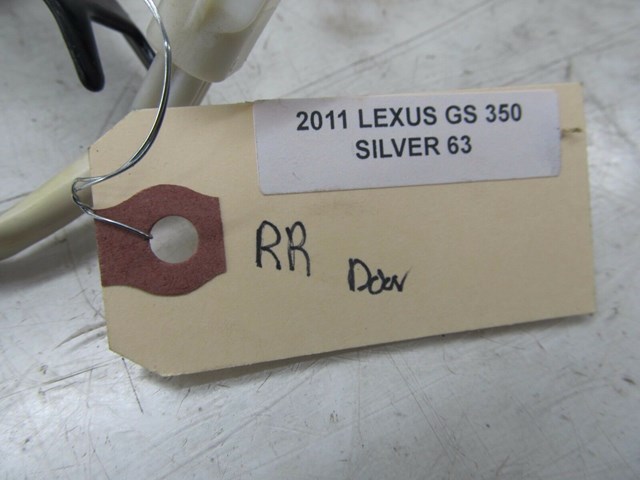 2011 LEXUS GS 350
SILVER 63
RR
Door